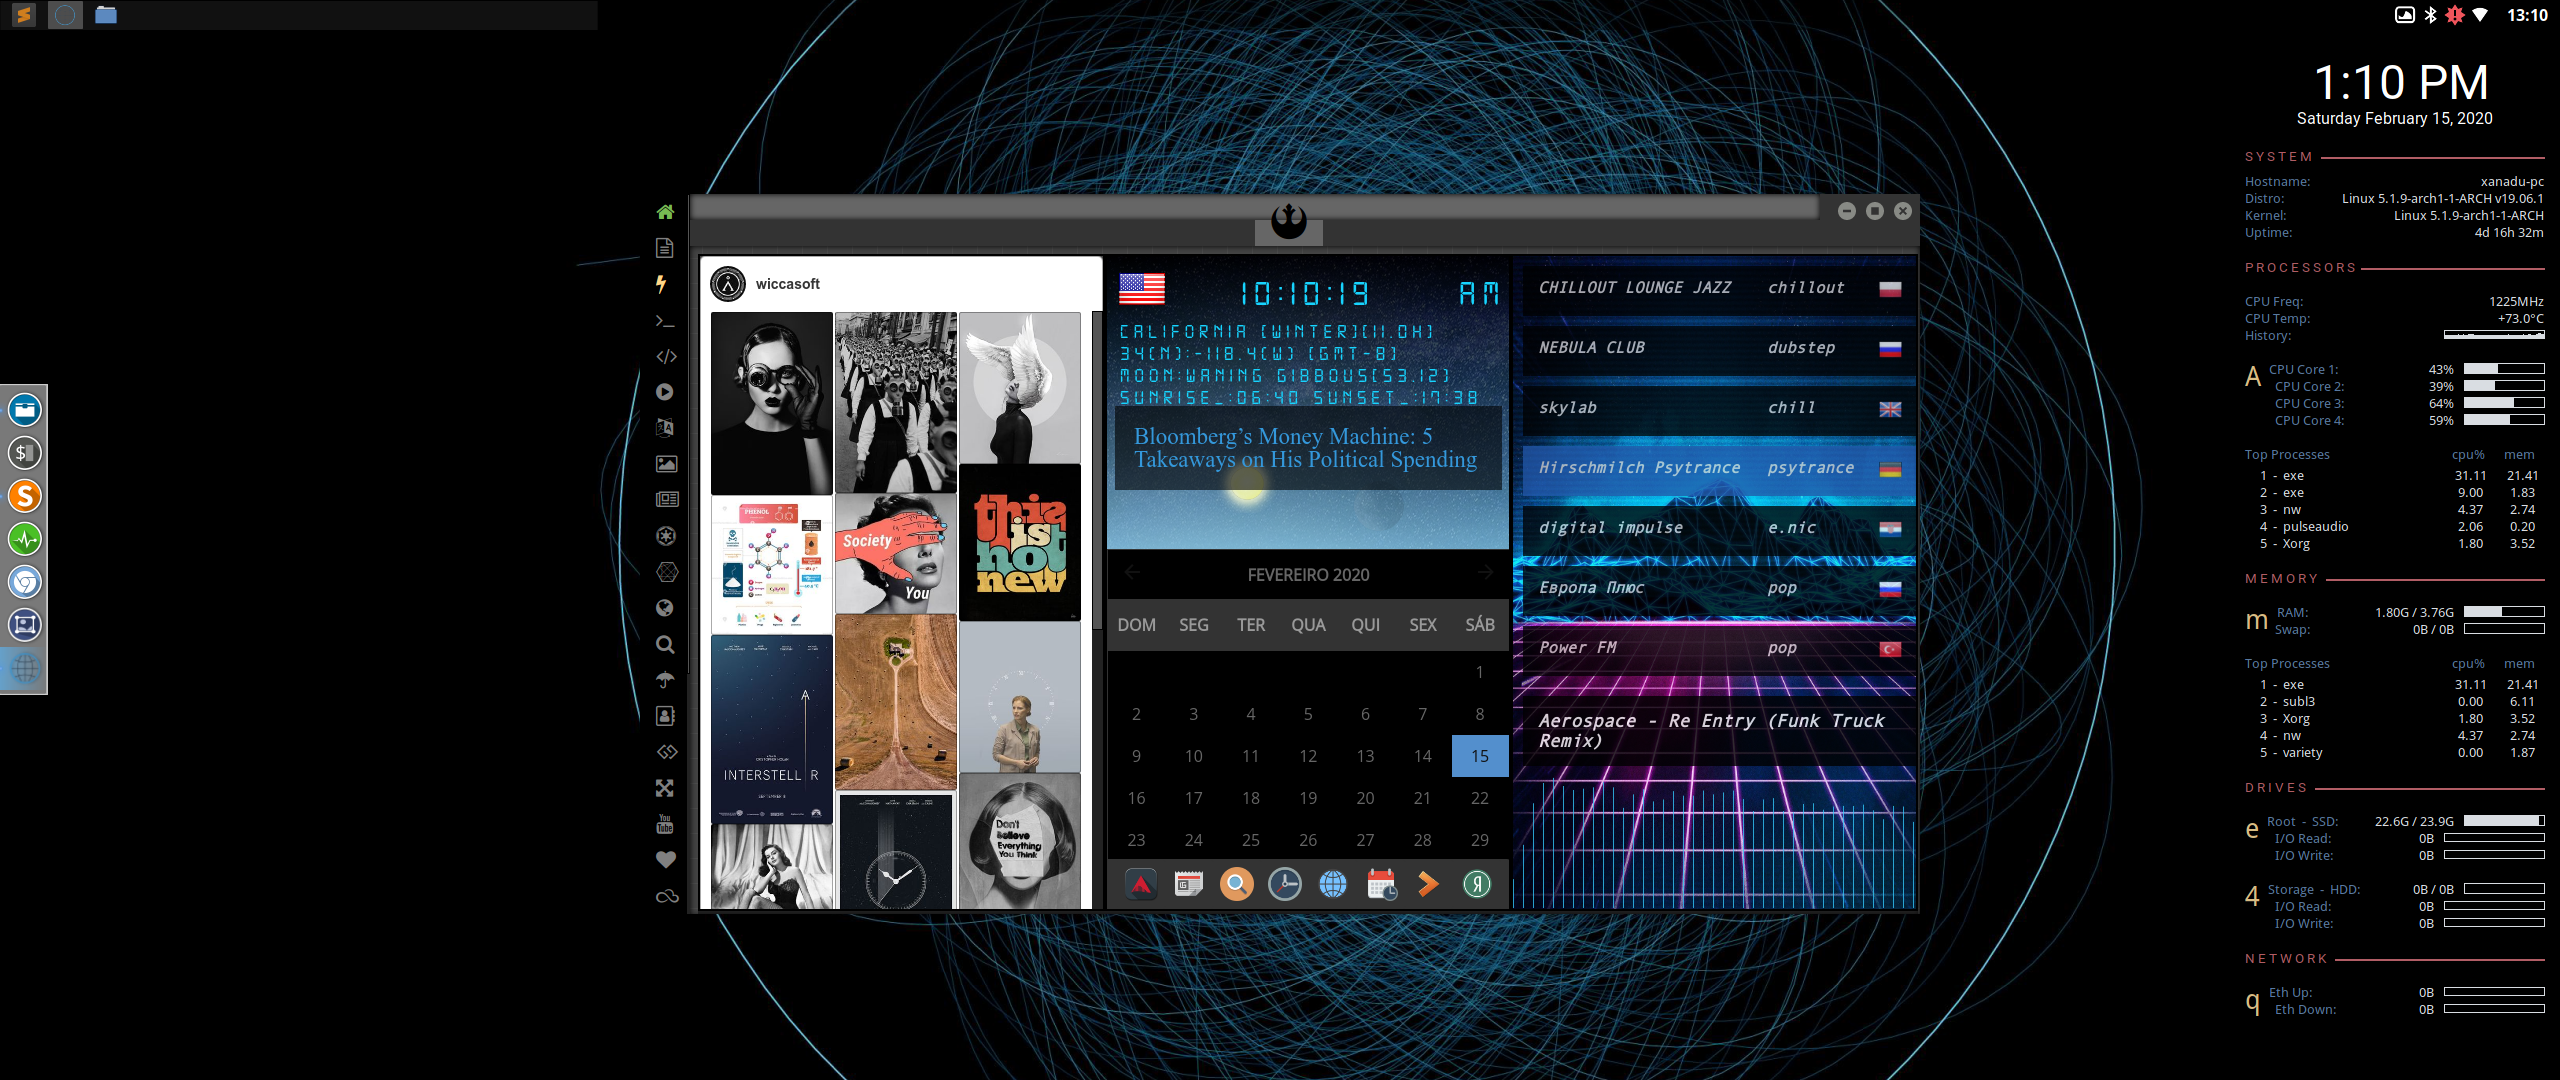 13:10
1:10 PM
Saturday February 15, 2020
SYSTEM
Hostname: xanadu-pc
Distro: Linux 5.1.9-arch1-1-ARCH v19.06.1
Kernel: Linux 5.1.9-arch1-1-ARCH
Uptime: 4d 16h 32m
PROCESSORS
CPU Freq: 1225MHz
CPU Temp: +73.0°C
History:
A CPU Core 1: 43%
CPU Core 2: 39%
CPU Core 3: 64%
CPU Core 4: 59%
Top Processes cpu% mem
1 - exe 31.11 21.41
2 - exe 9.00 1.83
3 - nw 4.37 2.74
4 - pulseaudio 2.06 0.20
5 - Xorg 1.80 3.52
MEMORY
m RAM: 1.80G / 3.76G
Swap: 0B / 0B
Top Processes cpu% mem
1 - exe 31.11 21.41
2 - subl3 0.00 6.11
3 - Xorg 1.80 3.52
4 - nw 4.37 2.74
5 - variety 0.00 1.87
DRIVES
e Root - SSD: 22.6G / 23.9G
I/O Read: 0B
I/O Write: 0B
4 Storage - HDD: 0B / 0B
I/O Read: 0B
I/O Write: 0B
NETWORK
q Eth Up: 0B
Eth Down: 0B
wiccasoft
PHENOL
Society
You
this
is
not
new
INTERSTELL R
Don't
Believe
Everything
You Think
You
Tube
10:10:19 AM
CALIFORNIA [WINTER][11.0H]
34[N]:-118.4[W] [GMT-8]
MOON:WANING GIBBOUS[53.12]
SUNRISE_:06:40 SUNSET_:17:38
Bloomberg’s Money Machine: 5
Takeaways on His Political Spending
FEVEREIRO 2020
DOM SEG TER QUA QUI SEX SÁB
1
2 3 4 5 6 7 8
9 10 11 12 13 14 15
16 17 18 19 20 21 22
23 24 25 26 27 28 29
CHILLOUT LOUNGE JAZZ chillout
NEBULA CLUB dubstep
skylab chill
Hirschmilch Psytrance psytrance
digital impulse e.nic
Европа Плюс pop
Power FM pop
Aerospace - Re Entry (Funk Truck
Remix)